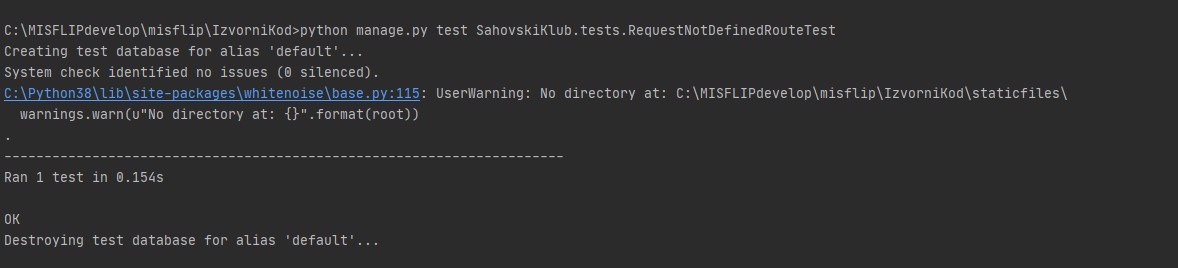 C:\MISFLIPdevelop\misflip\IzvorniKod>python manage.py test SahovskiKlub.tests.RequestNotDefinedRouteTest
Creating test database for alias 'default'...
System check identified no issues (0 silenced).
C:\Python38\lib\site-packages\whitenoise\base.py:115: UserWarning: No directory at: C:\MISFLIPdevelop\misflip\IzvorniKod\staticfiles\
  warnings.warn(u"No directory at: {}".format(root))
.
----------------------------------------------------------------------
Ran 1 test in 0.154s
OK
Destroying test database for alias 'default'...